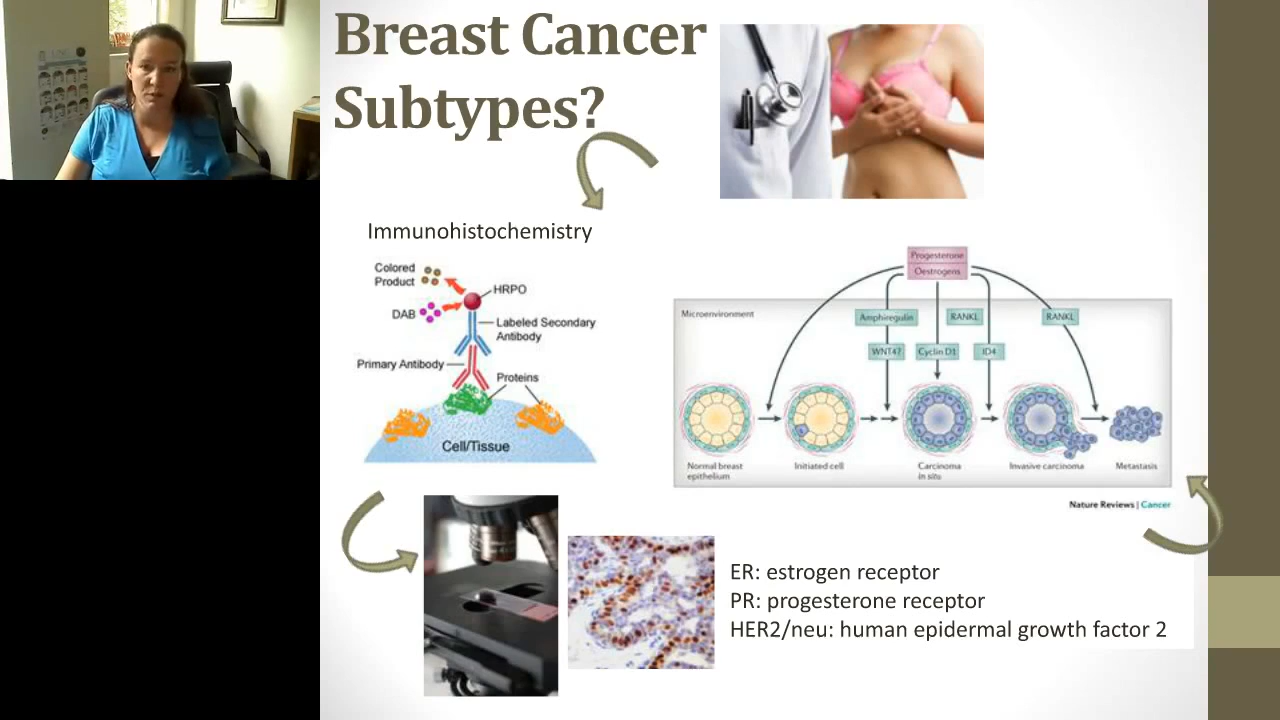 Breast Cancer
Subtypes?
Immunohistochemistry
Colored
Product
HRPO
DAB
Labeled Secondary
Antibody
Primary Antibody
Proteins
Cell/Tissue
Progesterone
Oestrogens
Microenvironment
Amphiregulin
RANKL
RANKL
WNT4?
Cyclin D1
ID4
Normal breast
epithelium
Initiated cell
Carcinoma
in situ
Invasive carcinoma
Metastasis
Nature Reviews | Cancer
ER: estrogen receptor
PR: progesterone receptor
HER2/neu: human epidermal growth factor 2